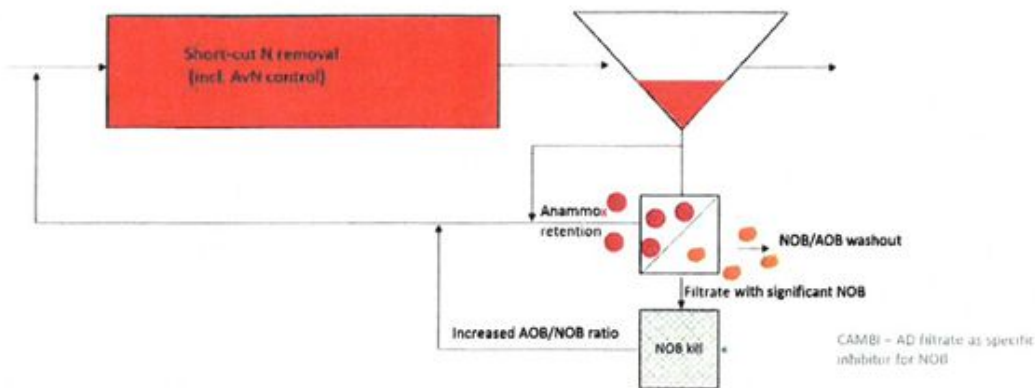 Short-cut N removal
(incl. AvN control)
Anammox
retention
NOB/AOB washout
Filtrate with significant NOB
Increased AOB/NOB ratio
NOB kill
CAMBI – AD filtrate as specific
inhibitor for NOB